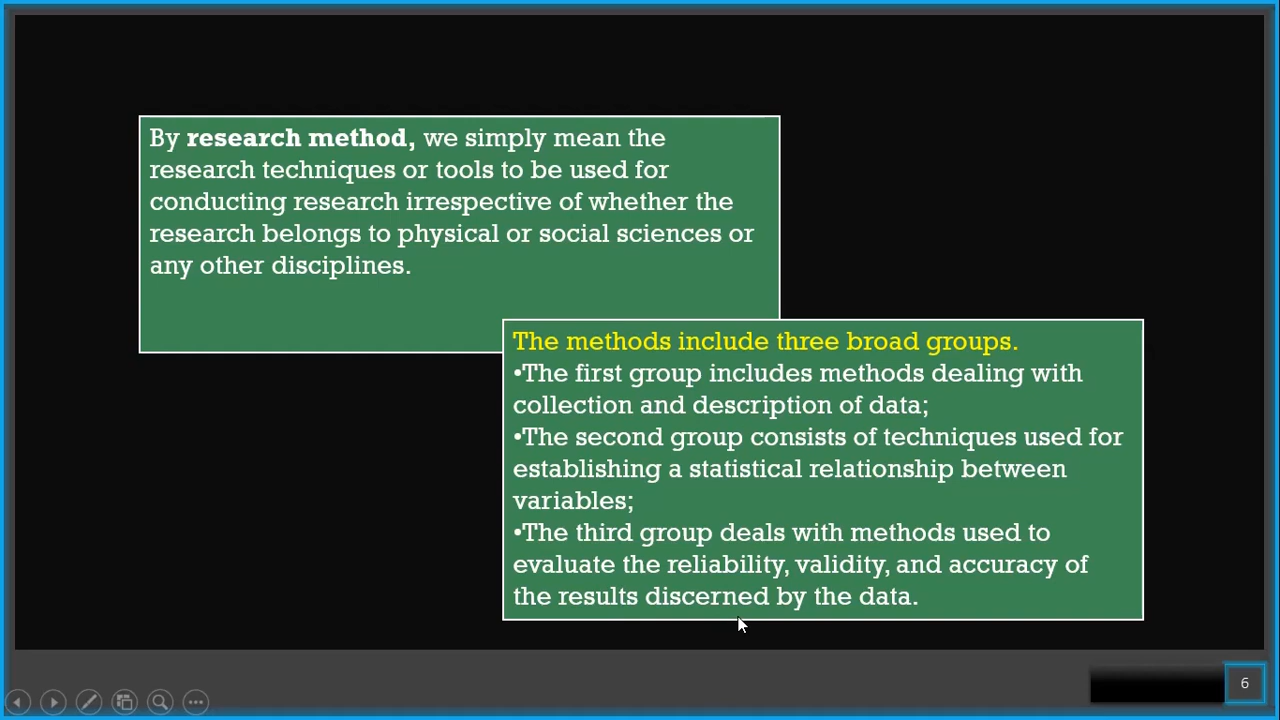 By research method, we simply mean the
research techniques or tools to be used for
conducting research irrespective of whether the
research belongs to physical or social sciences or
any other disciplines.
The methods include three broad groups.
•The first group includes methods dealing with
collection and description of data;
•The second group consists of techniques used for
establishing a statistical relationship between
variables;
•The third group deals with methods used to
evaluate the reliability, validity, and accuracy of
the results discerned by the data.
6